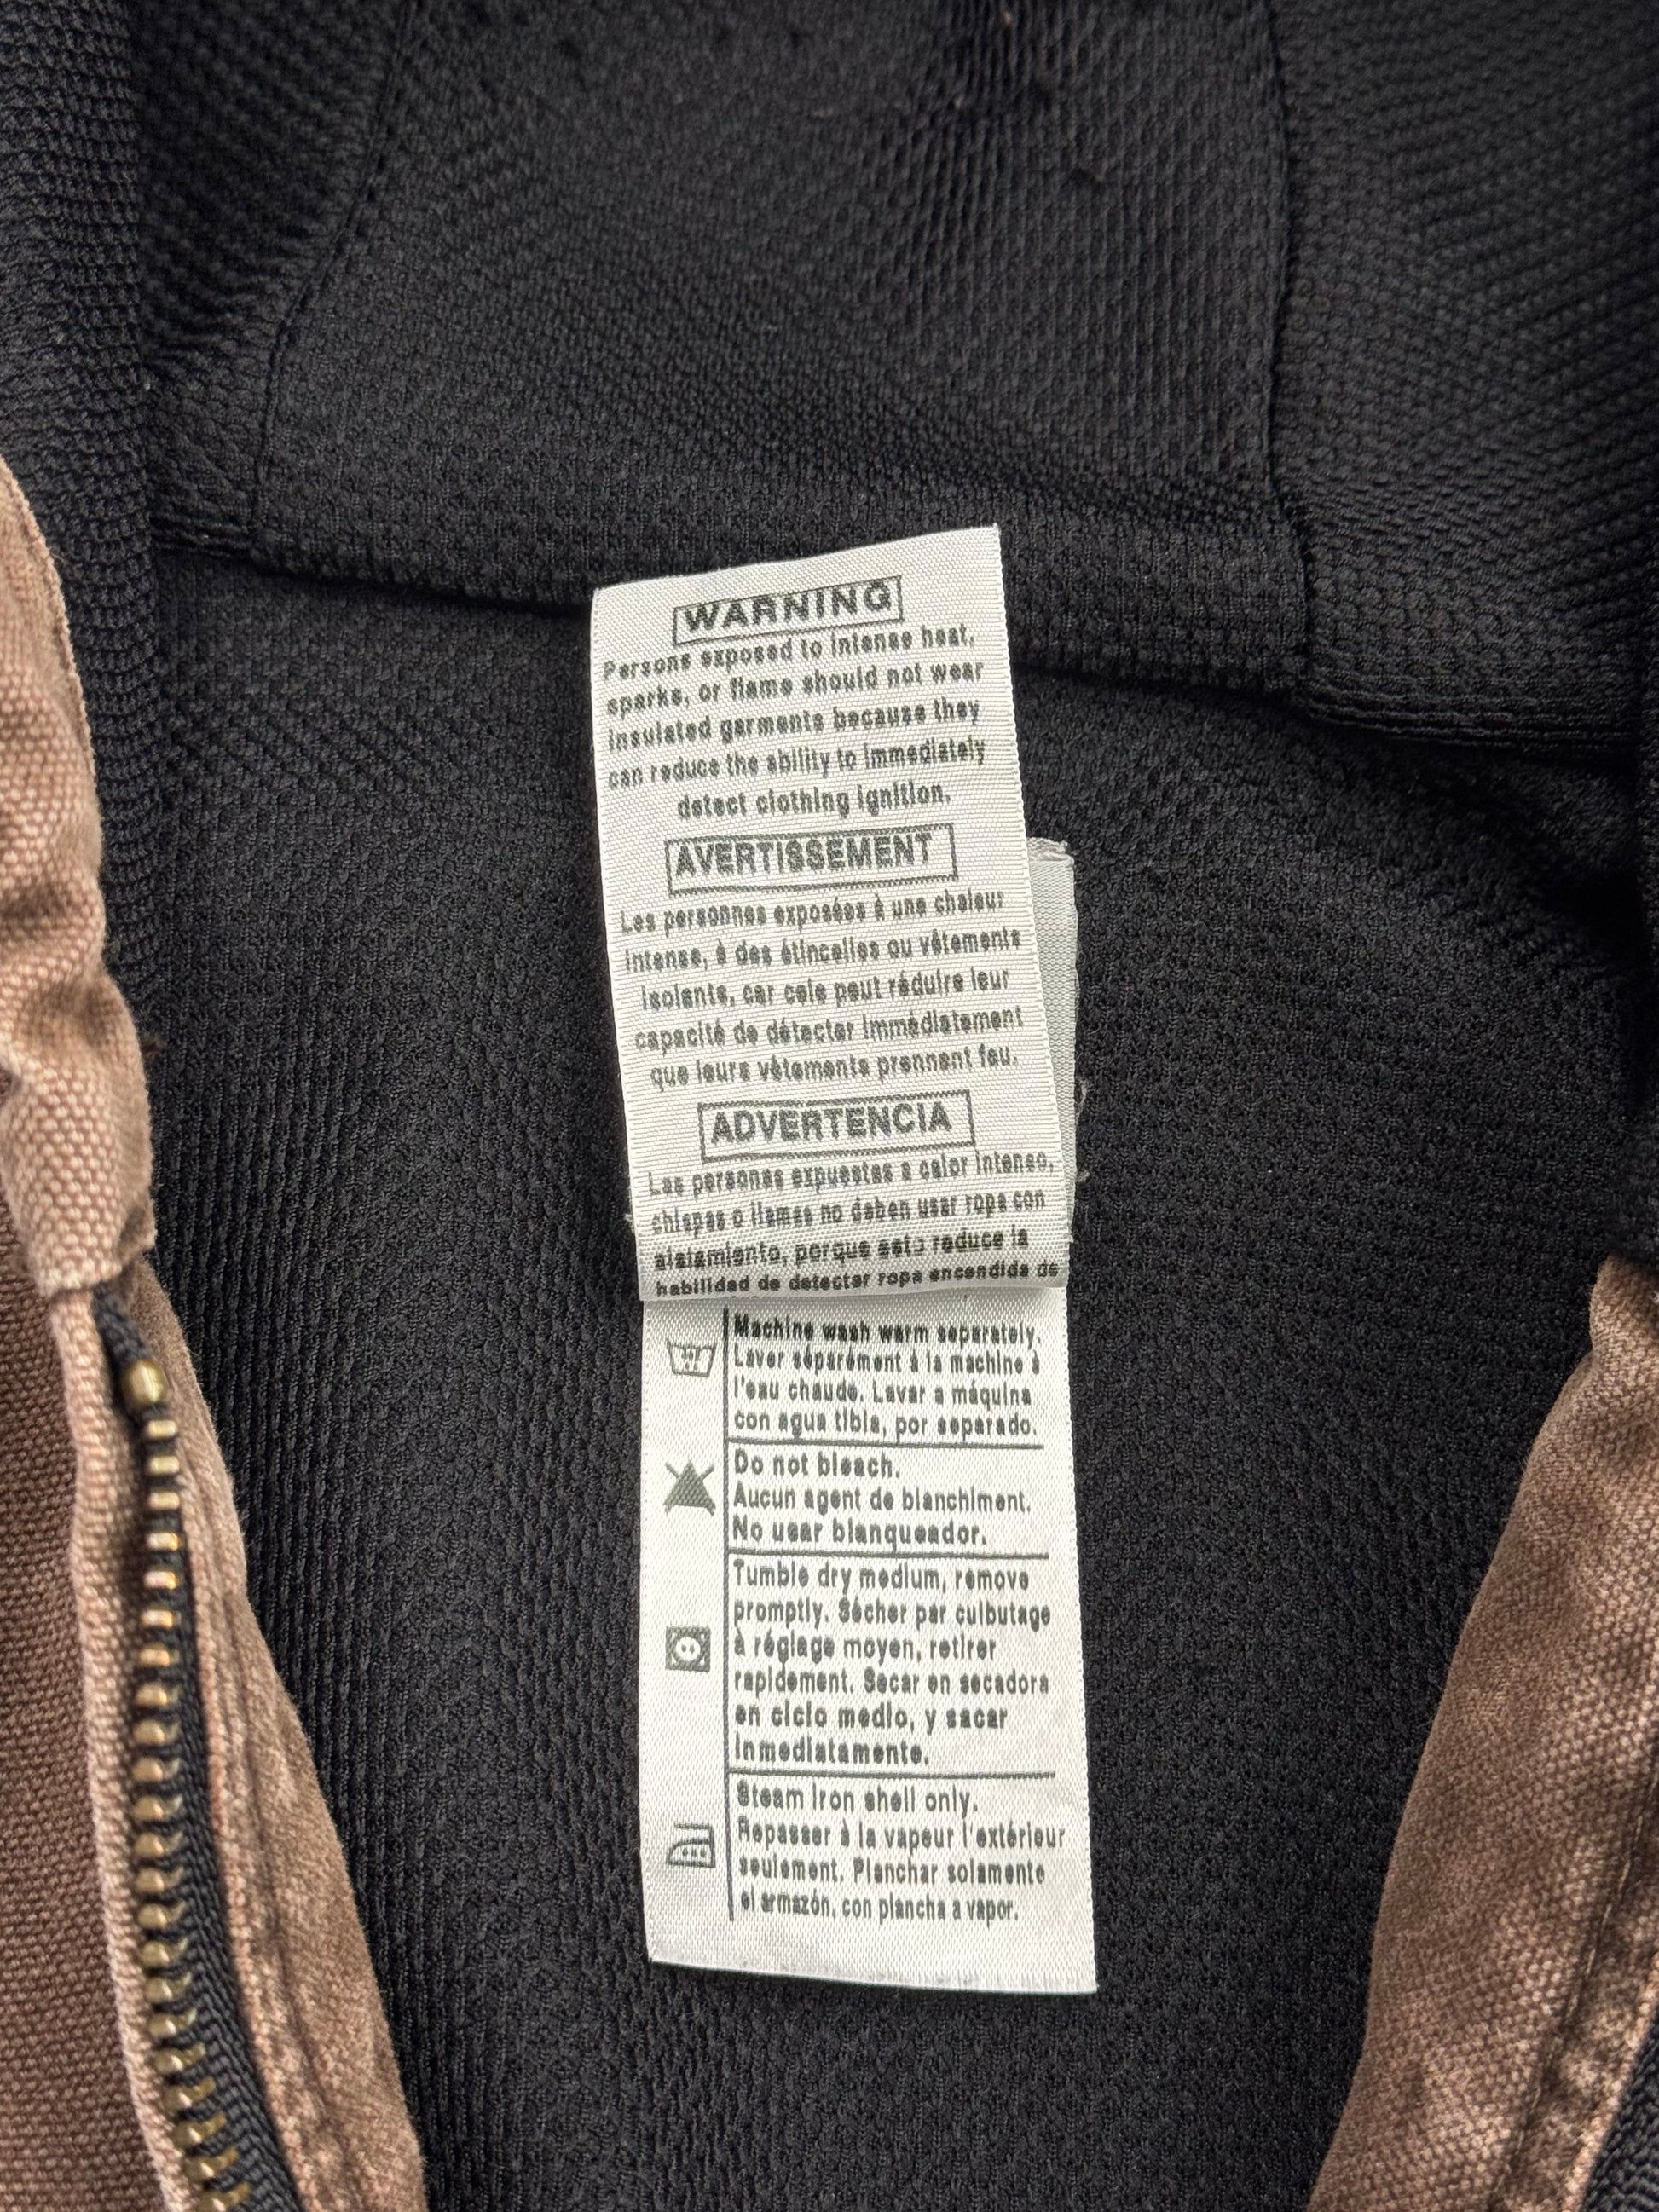 WARNING
Persons exposed to intense heat,
sparks, or flame should not wear
insulated garments because they
can reduce the ability to immediately
detect clothing ignition.
AVERTISSEMENT
Les personnes exposées à une chaleur
intense, à des étincelles ou vêtements
isolants, car cele peut réduire leur
capacité de détecter immédiatement
que leurs vêtements prennent feu.
ADVERTENCIA
Las personas expuestas a calor intenso,
chispas o llamas no deben usar ropa con
aislamiento, porque esto reduce la
habilidad de detectar ropa encendida de
Machine wash warm separately.
Laver séparément à la machine à
l'eau chaude. Lavar a máquina
con agua tibia, por separado.
Do not bleach.
Aucun agent de blanchiment.
No usar blanqueador.
Tumble dry medium, remove
promptly. Sécher par culbutage
à réglage moyen, retirer
rapidement. Secar en secadora
en ciclo medio, y sacar
inmediatamente.
Steam iron shell only.
Repasser à la vapeur l'extérieur
seulement. Planchar solamente
el armazón, con plancha a vapor.